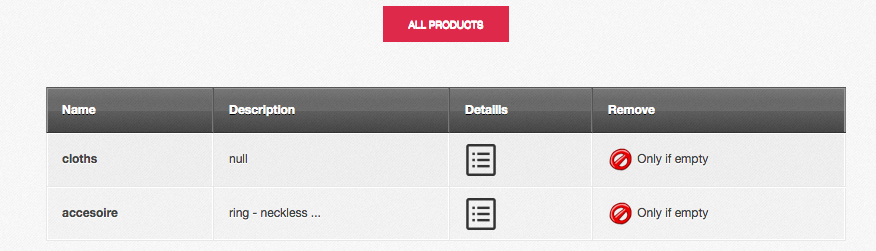 ALL PRODUCTS
Name Description Detaills Remove
cloths null Only if empty
accesoire ring - neckless ... Only if empty